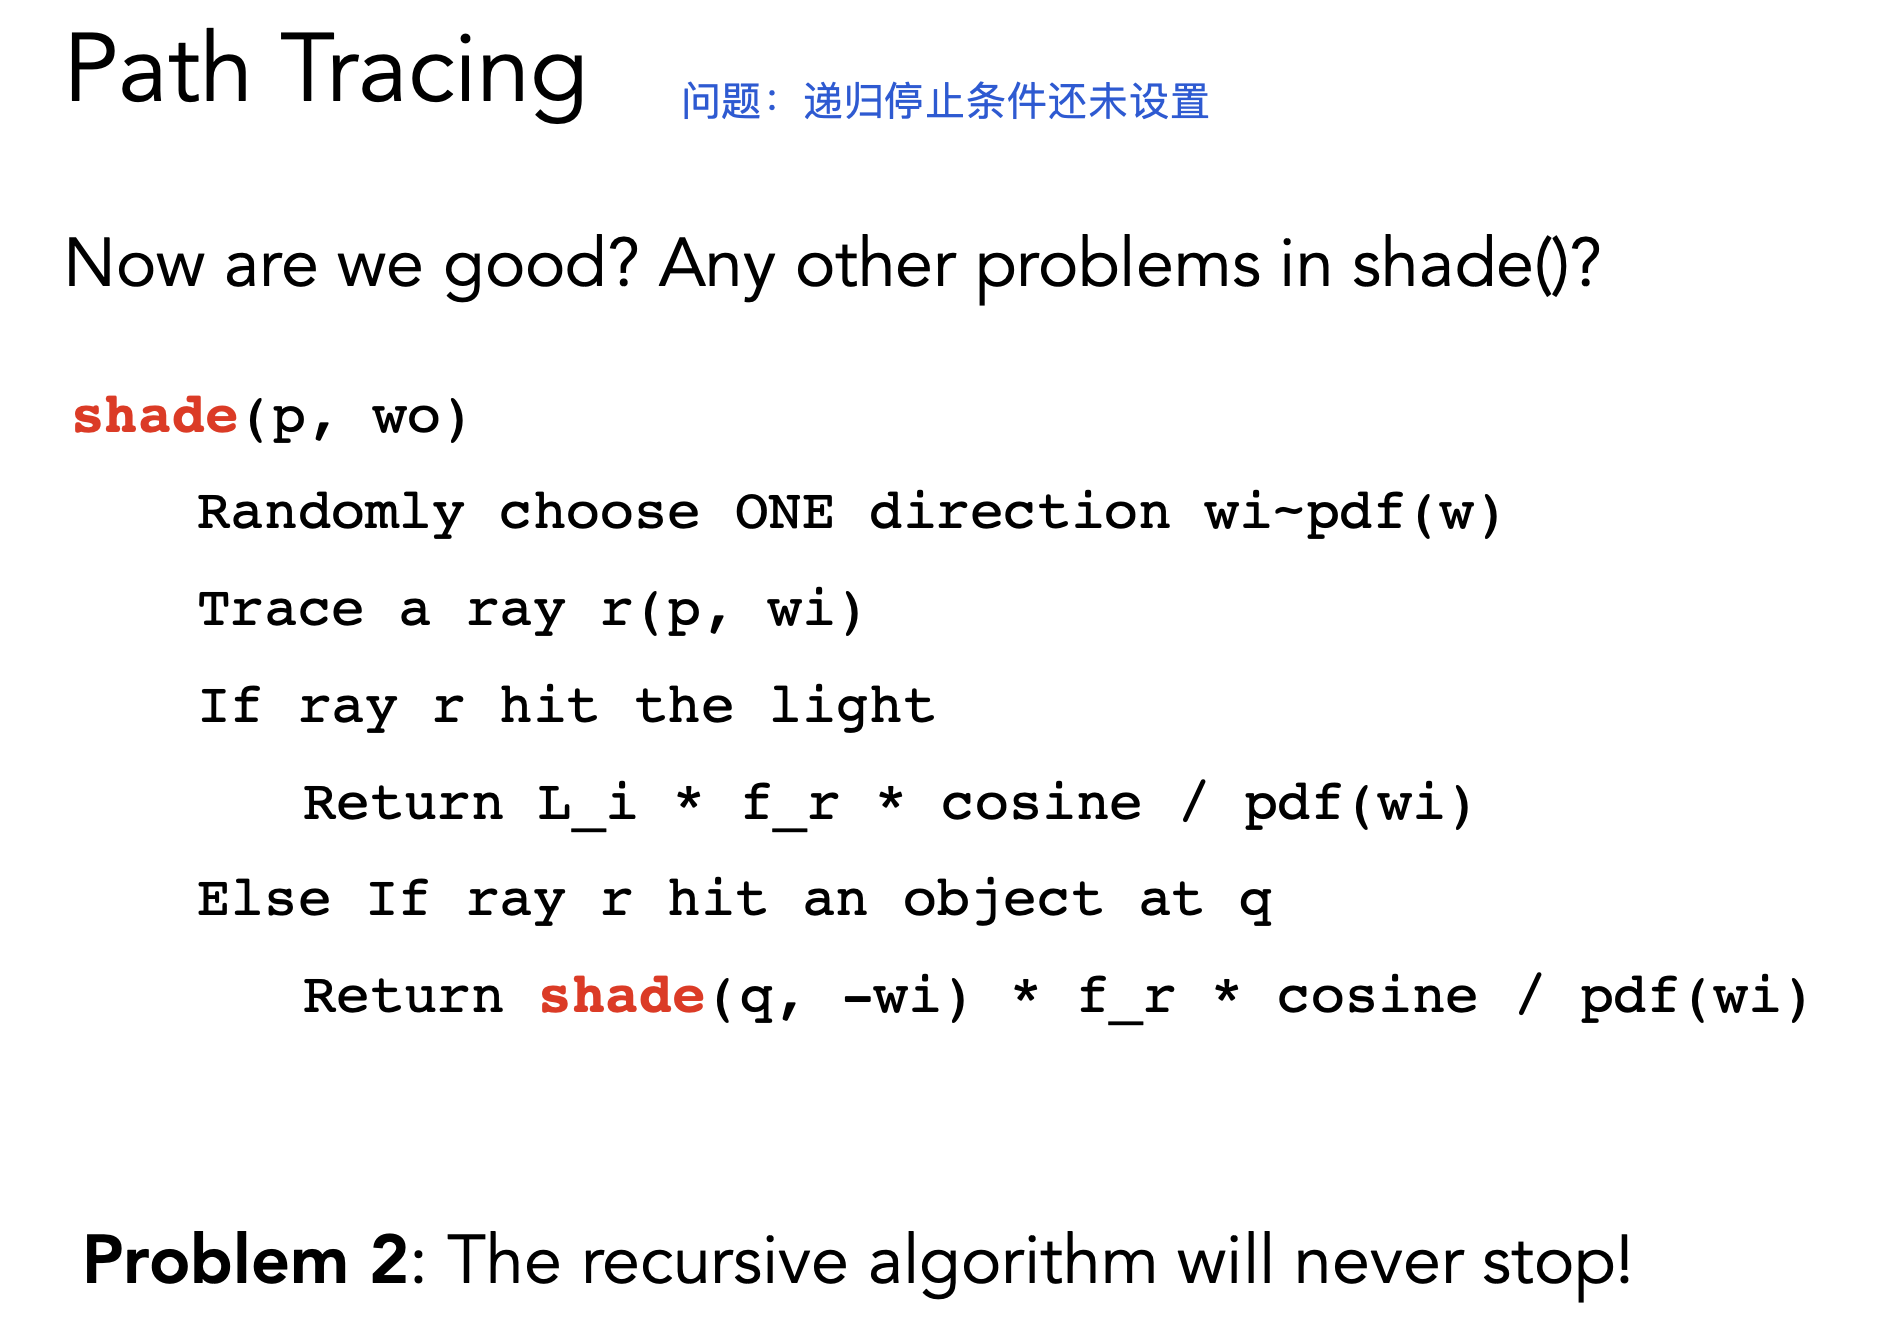 Path Tracing
问题：递归停止条件还未设置
Now are we good? Any other problems in shade()?
shade(p, wo)
Randomly choose ONE direction wi~pdf(w)
Trace a ray r(p, wi)
If ray r hit the light
Return L_i * f_r * cosine / pdf(wi)
Else If ray r hit an object at q
Return shade(q, -wi) * f_r * cosine / pdf(wi)
Problem 2: The recursive algorithm will never stop!